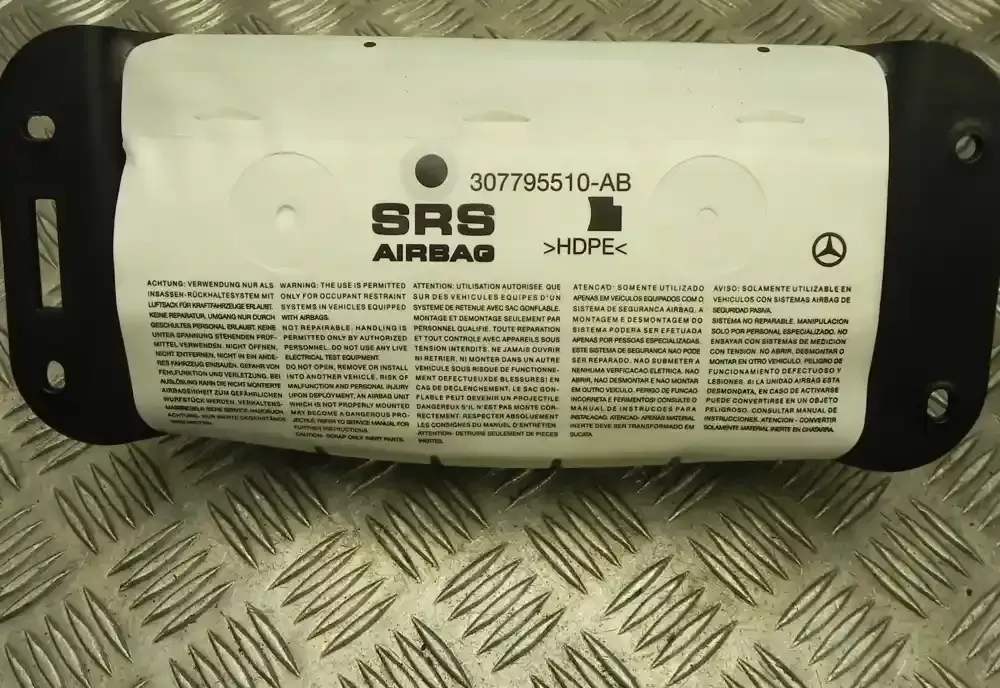 307795510-AB
SRS
AIRBAG
>HDPE<
ACHTUNG: VERWENDUNG NUR ALS
INSASSEN-RÜCKHALTESYSTEM MIT
LUFTSACK FÜR KRAFTFAHRZEUGE ERLAUBT.
KEINE REPARATUR, UMGANG NUR DURCH
GESCHULTES PERSONAL ERLAUBT. KEINE
UNTER SPANNUNG STEHENDEN PRÜF-
MITTEL VERWENDEN. NICHT ÖFFNEN,
NICHT ENTFERNEN, NICHT IN EIN ANDE-
RES FAHRZEUG EINBAUEN. GEFAHR VON
FEHLFUNKTION UND VERLETZUNG. BEI
AUSLÖSUNG KANN DIE NICHT MONTIERTE
AIRBAGEINHEIT ZUM GEFÄHRLICHEN
WURFSTÜCK WERDEN. VERHALTENS-
WARNING: THE USE IS PERMITTED
ONLY FOR OCCUPANT RESTRAINT
SYSTEMS IN VEHICLES EQUIPPED
WITH AIRBAGS.
NOT REPAIRABLE. HANDLING IS
PERMITTED ONLY BY AUTHORIZED
PERSONNEL. DO NOT USE ANY LIVE
ELECTRICAL TEST EQUIPMENT.
DO NOT OPEN, REMOVE OR INSTALL
INTO ANOTHER VEHICLE. RISK OF
MALFUNCTION AND PERSONAL INJURY
UPON DEPLOYMENT, AN AIRBAG UNIT
WHICH IS NOT PROPERLY MOUNTED
MAY BECOME A DANGEROUS PRO-
JECTILE. REFER TO SERVICE MANUAL FOR
FURTHER INSTRUCTIONS.
CAUTION- SCRAP ONLY INERT PARTS.
ATTENTION: UTILISATION AUTORISEE QUE
SUR DES VEHICULES EQUIPES D'UN
SYSTEME DE RETENUE AVEC SAC GONFLABLE.
MONTAGE ET DEMONTAGE SEULEMENT PAR
PERSONNEL QUALIFIE. TOUTE REPARATION
ET TOUT CONTROLE AVEC APPAREILS SOUS
TENSION INTERDITS. NE JAMAIS OUVRIR
NI RETRIER, NI MONTER DANS UN AUTRE
VEHICULE SOUS RISQUE DE FONCTIONNE-
MENT DEFECTUEUX DE BLESSURES! EN
CAS DE DÉCLENCHEMENT, LE SAC GON-
FLABLE PEUT DEVENIR UN PROJECTILE
DANGEREUX S'IL N'EST PAS MONTE COR-
RECTEMENT. RESPECTER ABSOLUMENT
LES CONSIGNES DU MANUEL D'ENTRETIEN.
ATTENTION- DETRUIRE SEULEMENT DE PIECES
INERTES.
ATENCAO: SOMENTE UTILIZADO
APENAS EM VEICULOS EQUIPADOS COM O
SISTEMA DE SEGURANCA AIRBAG. A
MONTAGEM E DESMONTAGEM DO
SISTEMA PODERA SER EFETUADA
APENAS POR PESSOAS ESPECIALIZADAS.
ESTE SISTEMA DE SEGURANCA NAO PODE
SER REPARADO. NAO SUBMETER A
NENHUMA VERIFICACAO ELETRICA. NAO
ABRIR, NAO DESMONTAR E NAO MONTAR
EM OUTRO VEICULO. PERIGO DE FUNCAO
INCORRETA E FERIMENTOS! CONSULTE O
MANUAL DE INSTRUCOES PARA
INSTALACAO. ATENCAO- APENAS MATERIAL
INERTE DEVE SER TRANSFORMADO EM
SUCATA.
AVISO: SOLAMENTE UTILIZABLE EN
VEHICULOS CON SISTEMAS AIRBAG DE
SEGURIDAD PASIVA.
SISTEMA NO REPARABLE. MANIPULACION
SOLO POR PERSONAL ESPECIALIZADO. NO
ENSAYAR CON SISTEMAS DE MEDICION
CON TENSION. NO ABRIR, DESMONTAR O
MONTAR EN OTRO VEHICULO. PELIGRO DE
FUNCIONAMIENTO DEFECTUOSO Y
LESIONES. SI LA UNIDAD AIRBAG ESTA
DESMONTADA, EN CASO DE ACTIVARSE
PUEDE CONVERTIRSE EN UN OBJETO
PELIGROSO. CONSULTAR MANUAL DE
INSTRUCCIONES. ATENCION - CONVERTIR
SOLAMENTE MATERIAL INERTE EN CHATARRA.